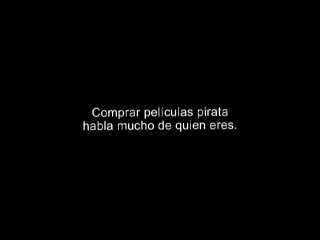 Comprar películas pirata
habla mucho de quien eres.